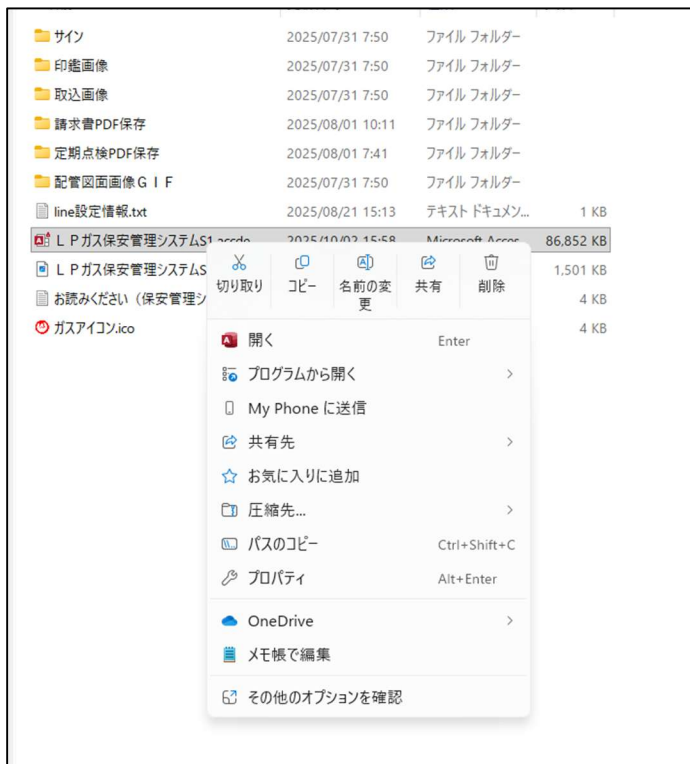 サイン 2025/07/31 7:50 ファイル フォルダー
印鑑画像 2025/07/31 7:50 ファイル フォルダー
取込画像 2025/07/31 7:50 ファイル フォルダー
請求書PDF保存 2025/08/01 10:11 ファイル フォルダー
定期点検PDF保存 2025/08/01 7:41 ファイル フォルダー
配管図面画像ＧＩＦ 2025/07/31 7:50 ファイル フォルダー
line設定情報.txt 2025/08/21 15:13 テキスト ドキュメン... 1 KB
ＬＰガス保安管理システムS1.accde 2025/10/02 15:58 Microsoft Acces 86,852 KB
ＬＰガス保安管理システムS 1,501 KB
お読みください（保安管理シ 4 KB
ガスアイコン.ico 4 KB
切り取り コピー 名前の変更 共有 削除
開く Enter
プログラムから開く
My Phone に送信
共有先
お気に入りに追加
圧縮先...
パスのコピー Ctrl+Shift+C
プロパティ Alt+Enter
OneDrive
メモ帳で編集
その他のオプションを確認